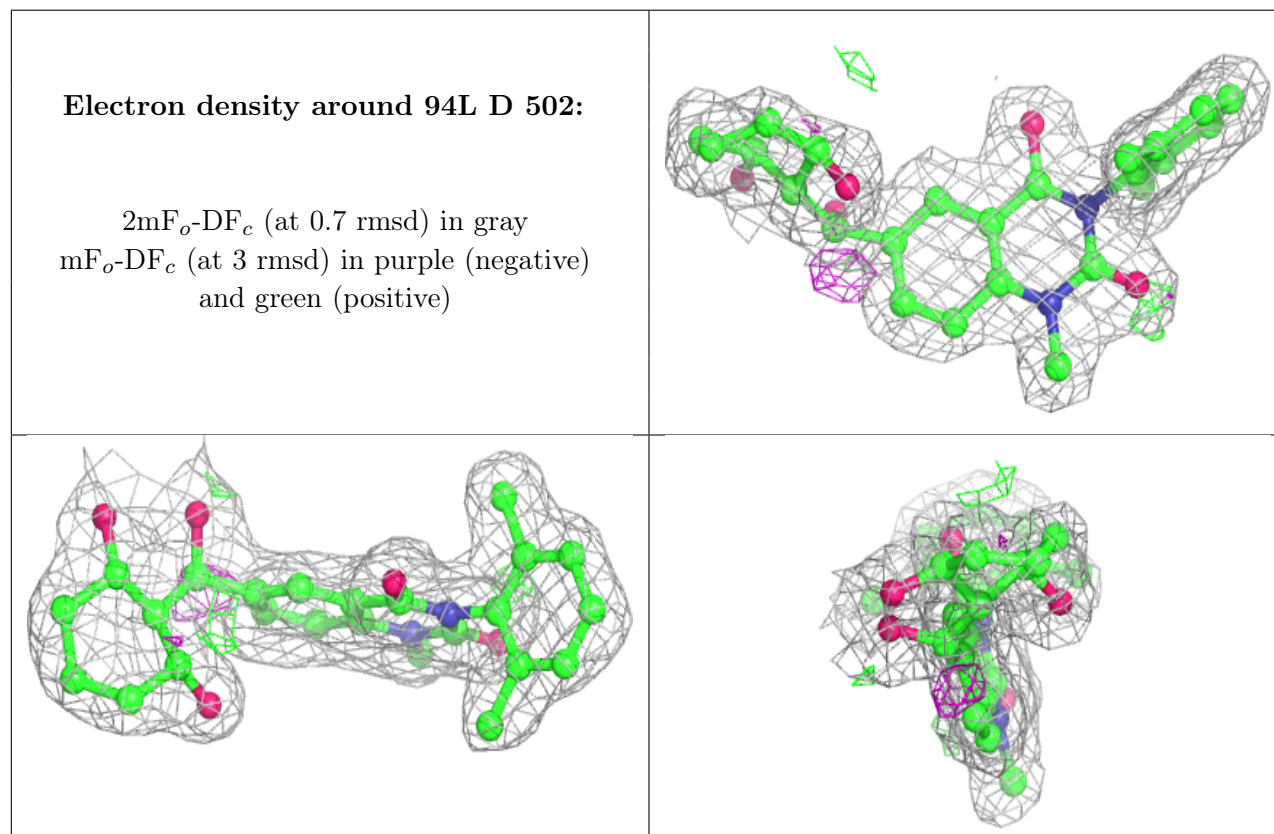 Electron density around 94L D 502:
2mFo-DFc (at 0.7 rmsd) in gray
mFo-DFc (at 3 rmsd) in purple (negative)
and green (positive)